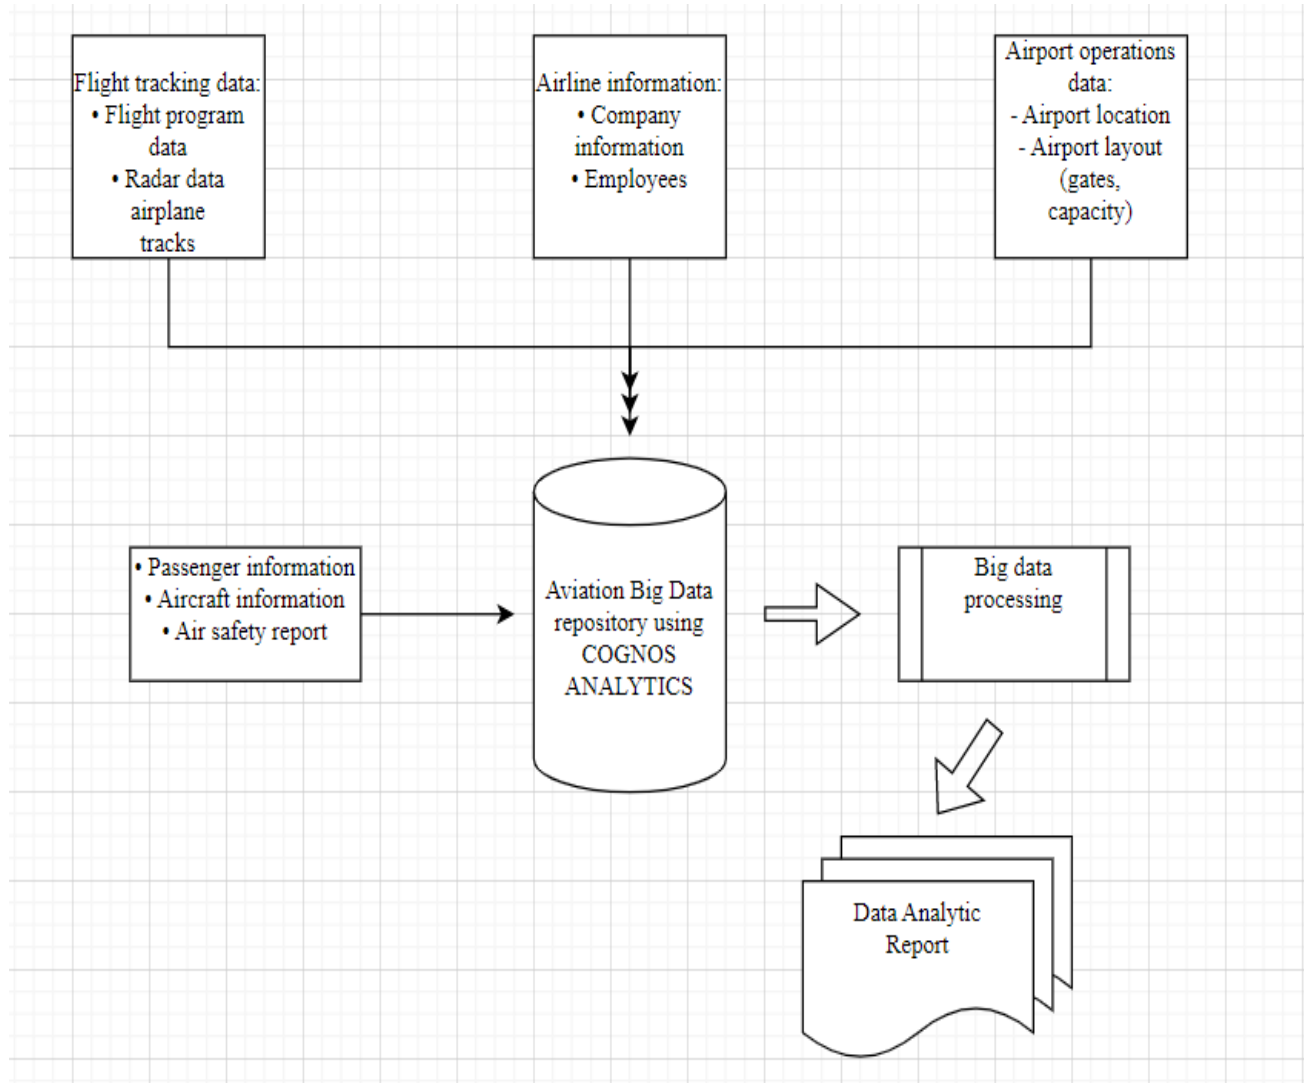 Flight tracking data:
• Flight program
data
• Radar data
airplane
tracks
Airline information:
• Company
information
• Employees
Airport operations
data:
- Airport location
- Airport layout
(gates,
capacity)
• Passenger information
• Aircraft information
• Air safety report
Aviation Big Data
repository using
COGNOS
ANALYTICS
Big data
processing
Data Analytic
Report